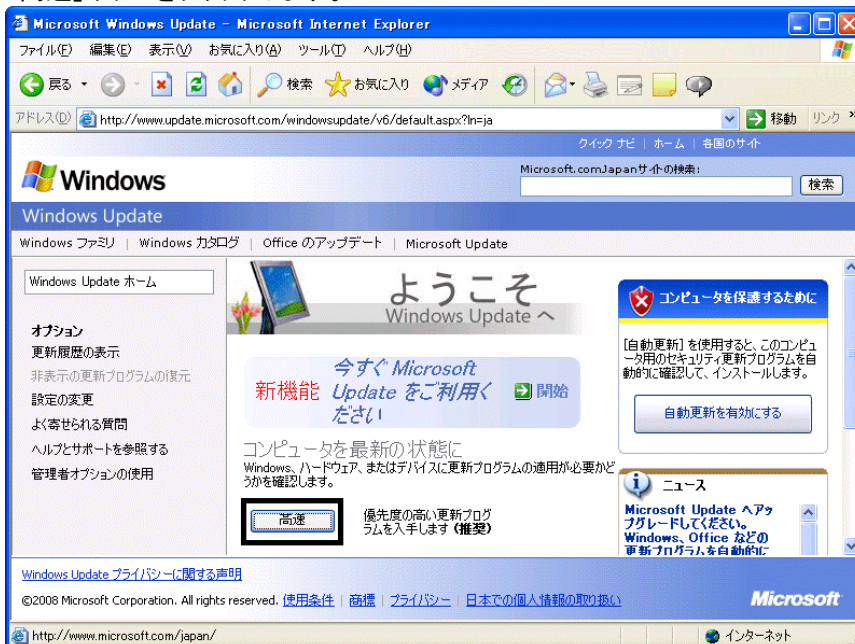 Microsoft Windows Update - Microsoft Internet Explorer
ファイル(F) 編集(E) 表示(V) お気に入り(A) ツール(T) ヘルプ(H)
戻る 検索 お気に入り メディア
アドレス(D) http://www.update.microsoft.com/windowsupdate/v6/default.aspx?ln=ja 移動 リンク »
クイック ナビ | ホーム | 各国のサイト
Windows
Microsoft.comJapanサイトの検索:
検索
Windows Update
Windows ファミリ | Windows カタログ | Office のアップデート | Microsoft Update
Windows Update ホーム
オプション
更新履歴の表示
非表示の更新プログラムの復元
設定の変更
よく寄せられる質問
ヘルプとサポートを参照する
管理者オプションの使用
ようこそ
Windows Update へ
新機能
今すぐ Microsoft
Update をご利用く
ださい
開始
コンピュータを最新の状態に
Windows、ハードウェア、またはデバイスに更新プログラムの適用が必要かど
うかを確認します。
高速
優先度の高い更新プログ
ラムを入手します (推奨)
コンピュータを保護するために
[自動更新] を使用すると、このコンピュ
ータ用のセキュリティ更新プログラムを自
動的に確認して、インストールします。
自動更新を有効にする
ニュース
Microsoft Update へアッ
プグレードしてください。
Windows、Office などの
更新プログラムを自動的に
Windows Update プライバシーに関する声明
©2008 Microsoft Corporation. All rights reserved. 使用条件 | 商標 | プライバシー | 日本での個人情報の取り扱い
Microsoft
http://www.microsoft.com/japan/ インターネット